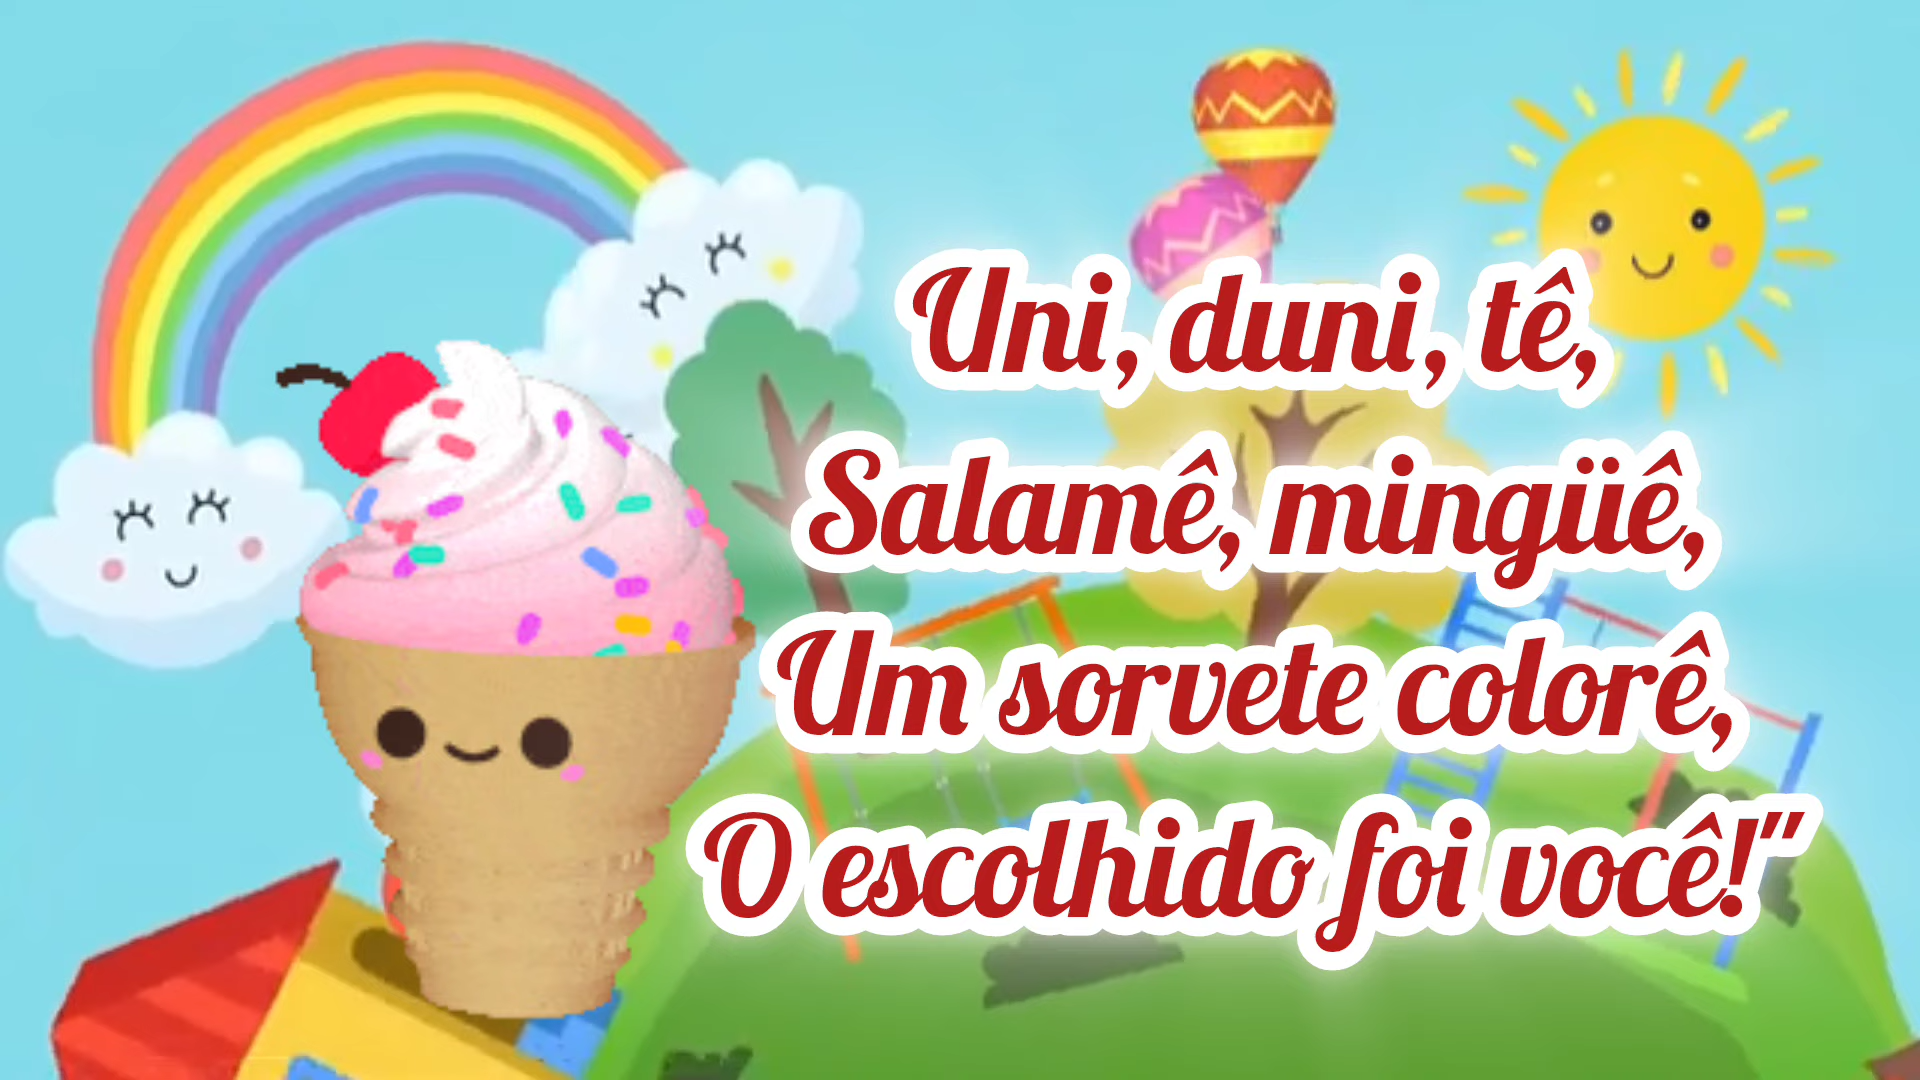 Uni, duni, tê,
Salamê, mingüê,
Um sorvete colorê,
O escolhido foi você!"